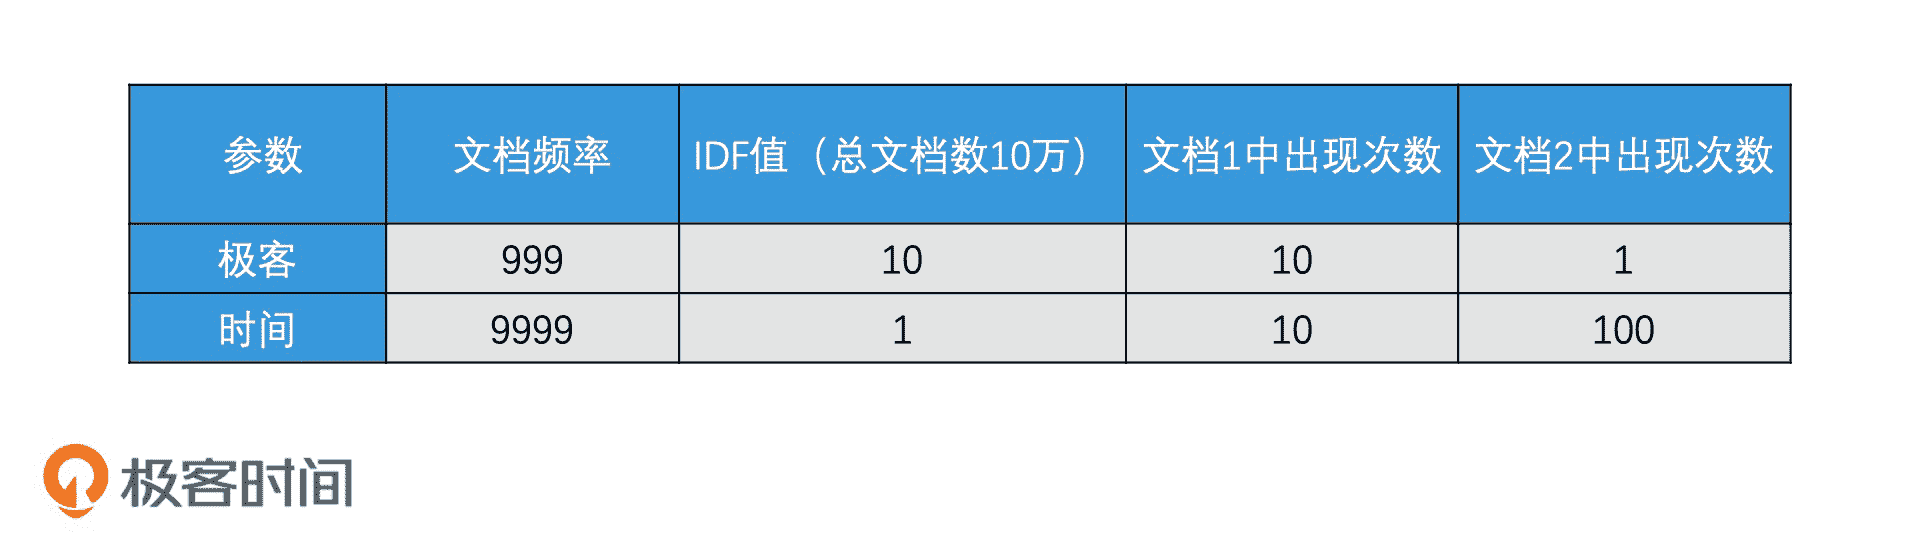 参数 文档频率 IDF值（总文档数10万） 文档1中出现次数 文档2中出现次数
极客 999 10 10 1
时间 9999 1 10 100
极客时间